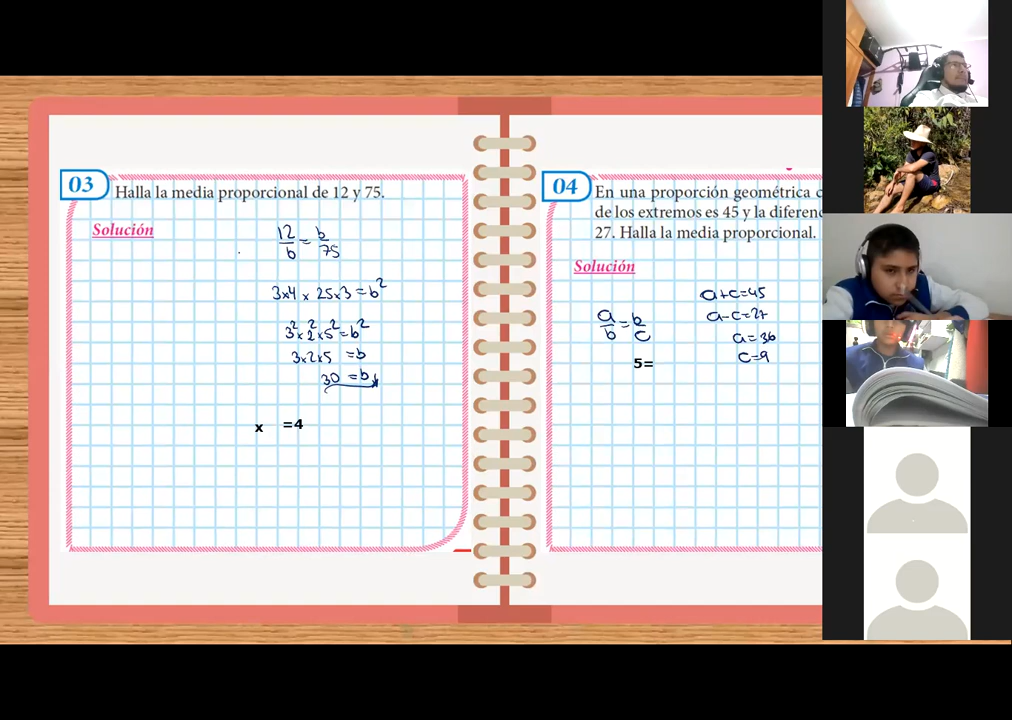 03 Halla la media proporcional de 12 y 75.
Solución
12/b = b/75
3x4 x 25x3 = b²
3² x 2² x 5² = b²
3x2x5 = b
30 = b
x =4
04 En una proporción geométrica
de los extremos es 45 y la
27. Halla la media proporcional.
Solución
a/b = b/c
5=
a+c=45
a-c=27
a=36
c=9